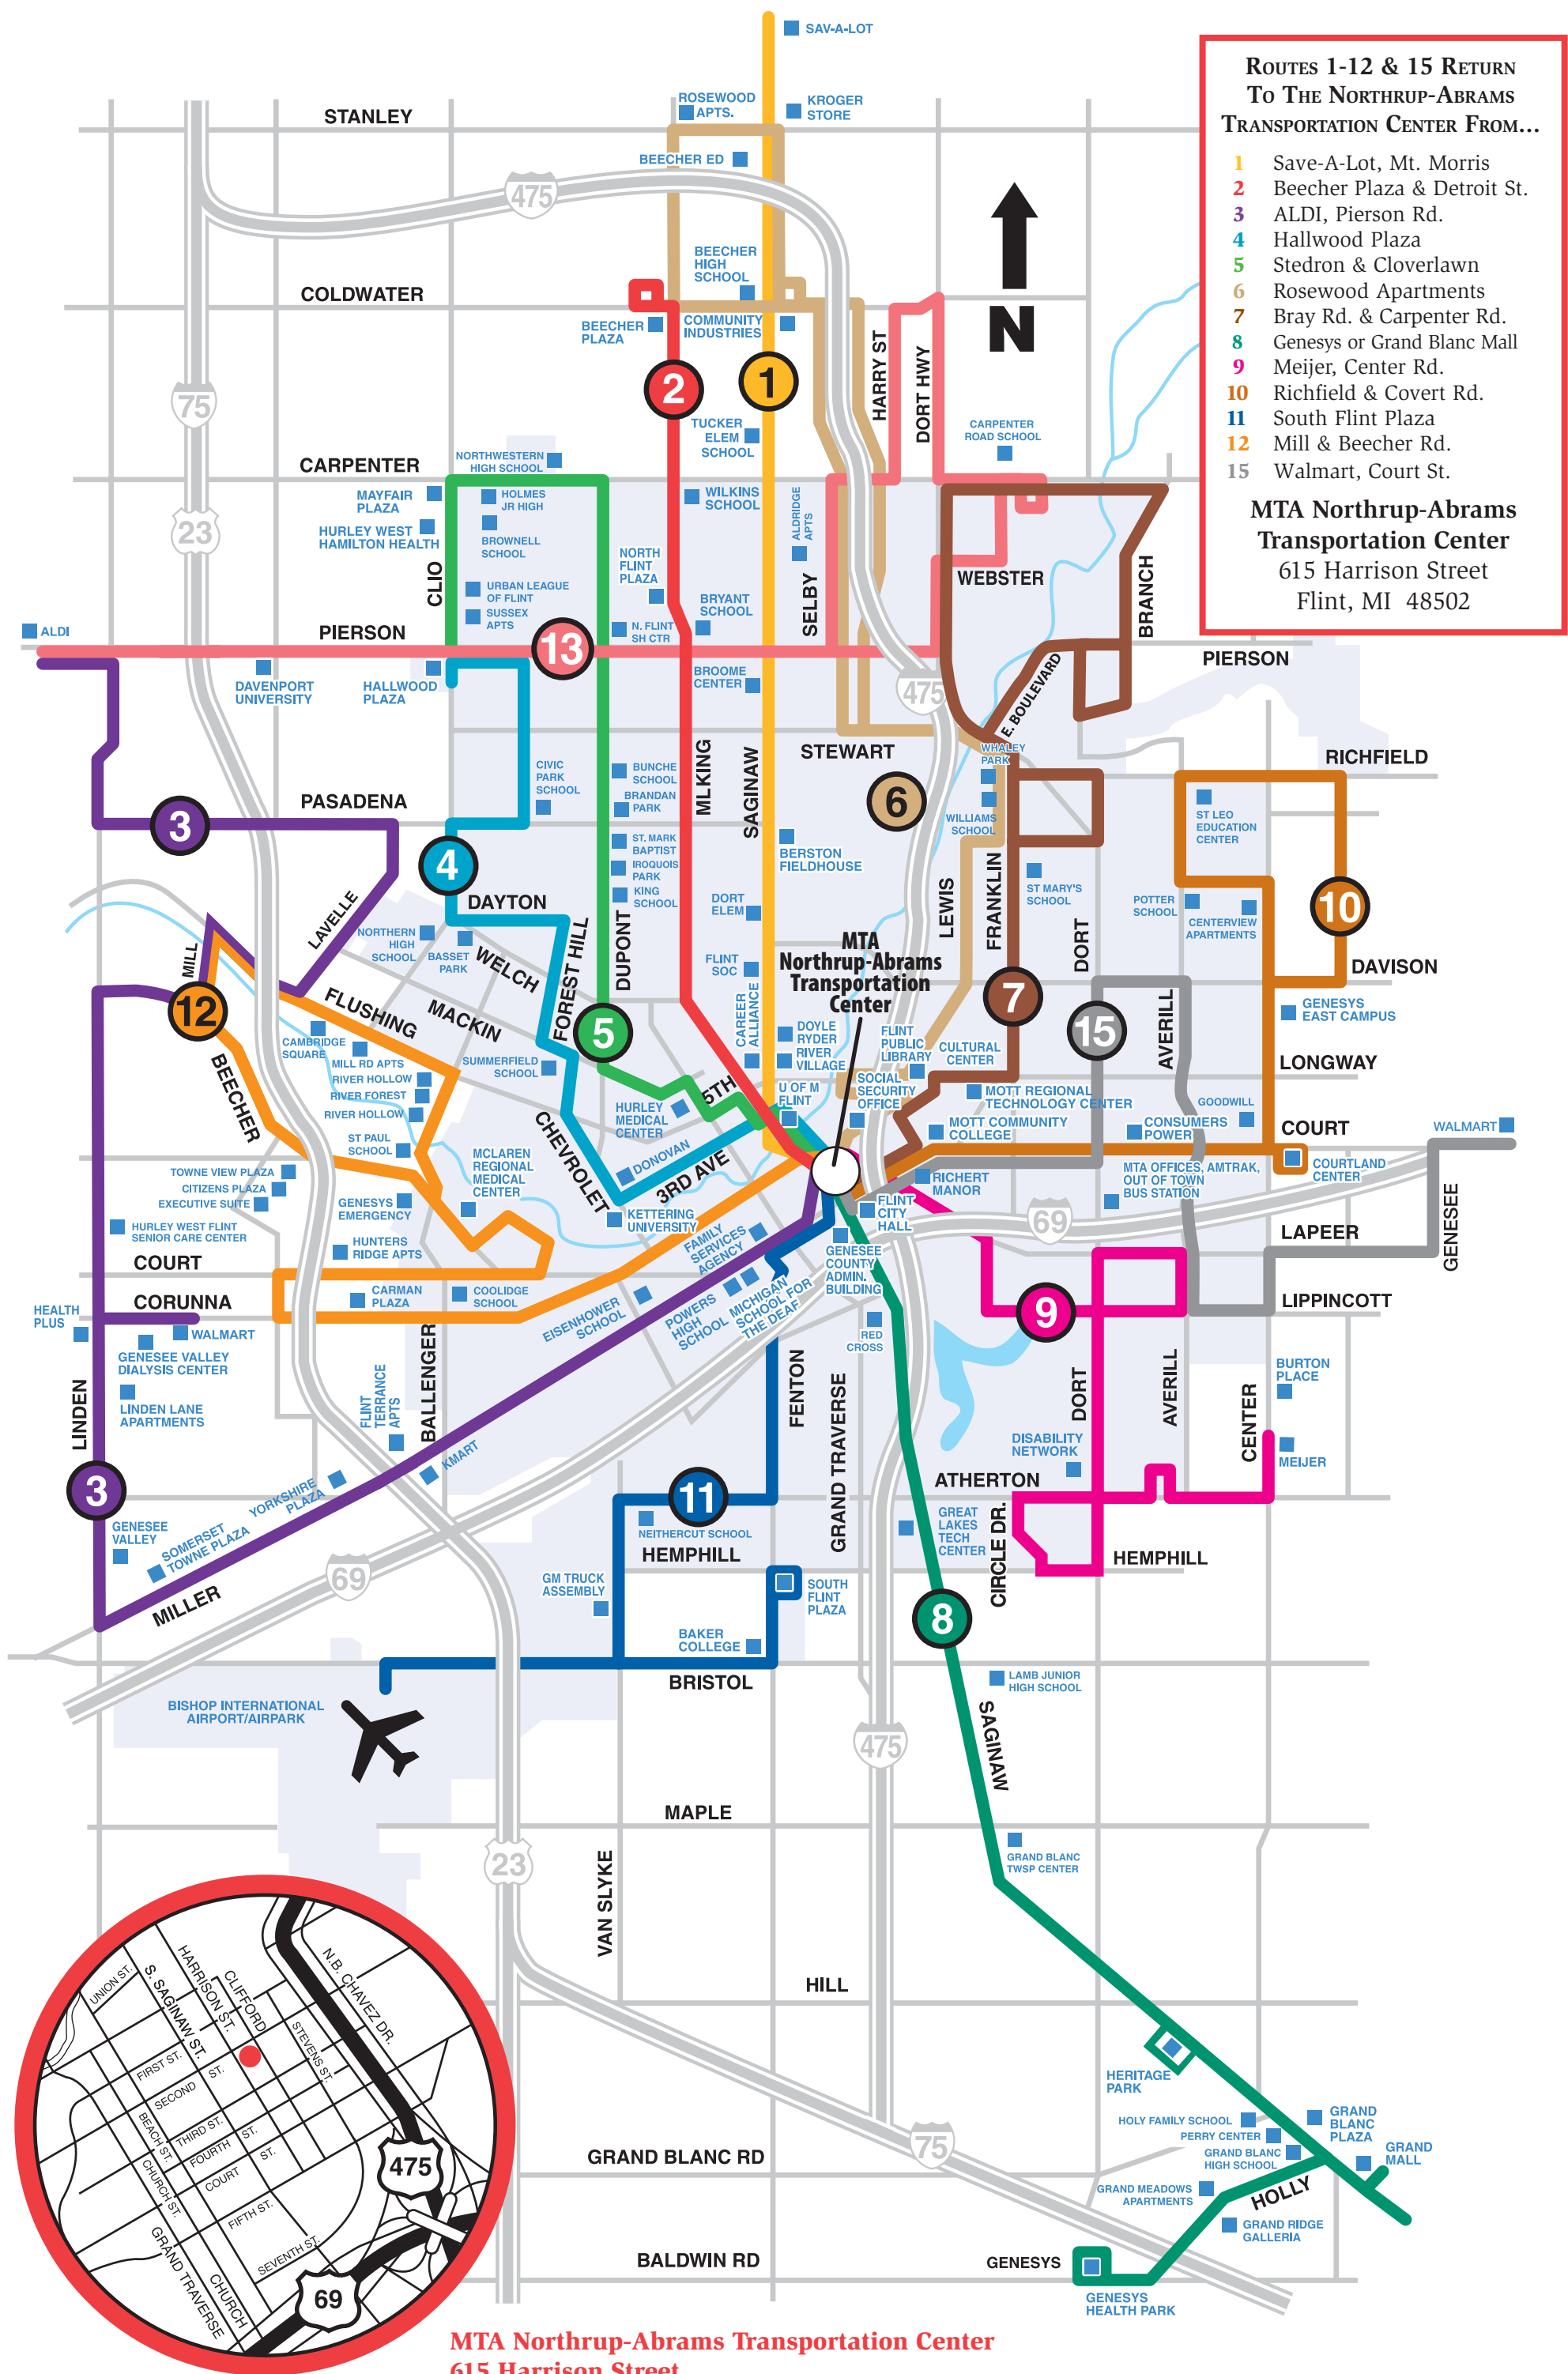 SAV-A-LOT
ROUTES 1-12 & 15 RETURN
TO THE NORTHRUP-ABRAMS
TRANSPORTATION CENTER FROM...
1 Save-A-Lot, Mt. Morris
2 Beecher Plaza & Detroit St.
3 ALDI, Pierson Rd.
4 Hallwood Plaza
5 Stedron & Cloverlawn
6 Rosewood Apartments
7 Bray Rd. & Carpenter Rd.
8 Genesys or Grand Blanc Mall
9 Meijer, Center Rd.
10 Richfield & Covert Rd.
11 South Flint Plaza
12 Mill & Beecher Rd.
15 Walmart, Court St.
MTA Northrup-Abrams
Transportation Center
615 Harrison Street
Flint, MI 48502
ROSEWOOD
APTS.
KROGER
STORE
STANLEY
BEECHER ED
475
N
BEECHER
HIGH
SCHOOL
COLDWATER
BEECHER
PLAZA
COMMUNITY
INDUSTRIES
HARRY ST
DORT HWY
75
2
1
TUCKER
ELEM
SCHOOL
CARPENTER
ROAD SCHOOL
CARPENTER
NORTHWESTERN
HIGH SCHOOL
MAYFAIR
PLAZA
HOLMES
JR HIGH
WILKINS
SCHOOL
ALDRIDGE
APTS
23
HURLEY WEST
HAMILTON HEALTH
BROWNELL
SCHOOL
NORTH
FLINT
PLAZA
CLIO
URBAN LEAGUE
OF FLINT
SUSSEX
APTS
BRYANT
SCHOOL
SELBY
WEBSTER
BRANCH
ALDI
PIERSON
13
N. FLINT
SH CTR
PIERSON
DAVENPORT
UNIVERSITY
HALLWOOD
PLAZA
BROOME
CENTER
475
E. BOULEVARD
STEWART
WHALEY
PARK
RICHFIELD
CIVIC
PARK
SCHOOL
BUNCHE
SCHOOL
BRANDAN
PARK
MLKING
SAGINAW
6
PASADENA
3
WILLIAMS
SCHOOL
ST LEO
EDUCATION
CENTER
4
ST. MARK
BAPTIST
IROQUOIS
PARK
KING
SCHOOL
BERSTON
FIELDHOUSE
ST MARY'S
SCHOOL
DAYTON
DORT
ELEM
LEWIS
FRANKLIN
DORT
POTTER
SCHOOL
CENTERVIEW
APARTMENTS
10
LAVELLE
NORTHERN
HIGH
SCHOOL
BASSET
PARK
WELCH
FOREST HILL
DUPONT
MTA
Northrup-Abrams
Transportation
Center
FLINT
SOC
DAVISON
MILL
12
FLUSHING
MACKIN
5
CAREER
ALLIANCE
7
15
AVERILL
GENESYS
EAST CAMPUS
CAMBRIDGE
SQUARE
DOYLE
RYDER
RIVER
VILLAGE
FLINT
PUBLIC
LIBRARY
CULTURAL
CENTER
LONGWAY
BEECHER
MILL RD APTS
RIVER HOLLOW
RIVER FOREST
RIVER HOLLOW
SUMMERFIELD
SCHOOL
5TH
U OF M
FLINT
SOCIAL
SECURITY
OFFICE
MOTT REGIONAL
TECHNOLOGY CENTER
GOODWILL
HURLEY
MEDICAL
CENTER
MOTT COMMUNITY
COLLEGE
CONSUMERS
POWER
COURT
WALMART
ST PAUL
SCHOOL
CHEVROLET
DONOVAN
3RD AVE
COURTLAND
CENTER
TOWNE VIEW PLAZA
CITIZENS PLAZA
EXECUTIVE SUITE
MCLAREN
REGIONAL
MEDICAL
CENTER
RICHERT
MANOR
MTA OFFICES, AMTRAK,
OUT OF TOWN
BUS STATION
GENESYS
EMERGENCY
KETTERING
UNIVERSITY
FLINT
CITY
HALL
69
GENESEE
HURLEY WEST FLINT
SENIOR CARE CENTER
HUNTERS
RIDGE APTS
FAMILY
SERVICES
AGENCY
GENESEE
COUNTY
ADMIN.
BUILDING
LAPEER
COURT
CARMAN
PLAZA
COOLIDGE
SCHOOL
EISENHOWER
SCHOOL
POWERS
HIGH
SCHOOL
MICHIGAN
SCHOOL FOR
THE DEAF
CORUNNA
9
LIPPINCOTT
HEALTH
PLUS
WALMART
RED
CROSS
GENESEE VALLEY
DIALYSIS CENTER
LINDEN LANE
APARTMENTS
FLINT
TERRANCE
APTS
BALLENGER
FENTON
GRAND TRAVERSE
DORT
AVERILL
CENTER
BURTON
PLACE
LINDEN
DISABILITY
NETWORK
MEIJER
KMART
3
YORKSHIRE
PLAZA
11
ATHERTON
GENESEE
VALLEY
SOMERSET
TOWNE PLAZA
NEITHERCUT SCHOOL
GREAT
LAKES
TECH
CENTER
CIRCLE DR.
HEMPHILL
HEMPHILL
69
MILLER
GM TRUCK
ASSEMBLY
SOUTH
FLINT
PLAZA
8
BAKER
COLLEGE
BRISTOL
LAMB JUNIOR
HIGH SCHOOL
BISHOP INTERNATIONAL
AIRPORT/AIRPARK
475
SAGINAW
MAPLE
GRAND BLANC
TWSP CENTER
23
VAN SLYKE
HILL
HERITAGE
PARK
HOLY FAMILY SCHOOL
PERRY CENTER
GRAND BLANC
HIGH SCHOOL
GRAND
BLANC
PLAZA
GRAND
MALL
75
GRAND BLANC RD
GRAND MEADOWS
APARTMENTS
HOLLY
GRAND RIDGE
GALLERIA
BALDWIN RD
GENESYS
GENESYS
HEALTH PARK
UNION ST.
S. SAGINAW ST.
HARRISON ST.
CLIFFORD
N.B. CHAVEZ DR.
STEVENS ST.
FIRST ST.
SECOND ST.
THIRD ST.
FOURTH ST.
COURT ST.
FIFTH ST.
SEVENTH ST.
BEACH ST.
CHURCH ST.
GRAND TRAVERSE
CHURCH
475
69
MTA Northrup-Abrams Transportation Center
615 Harrison Street